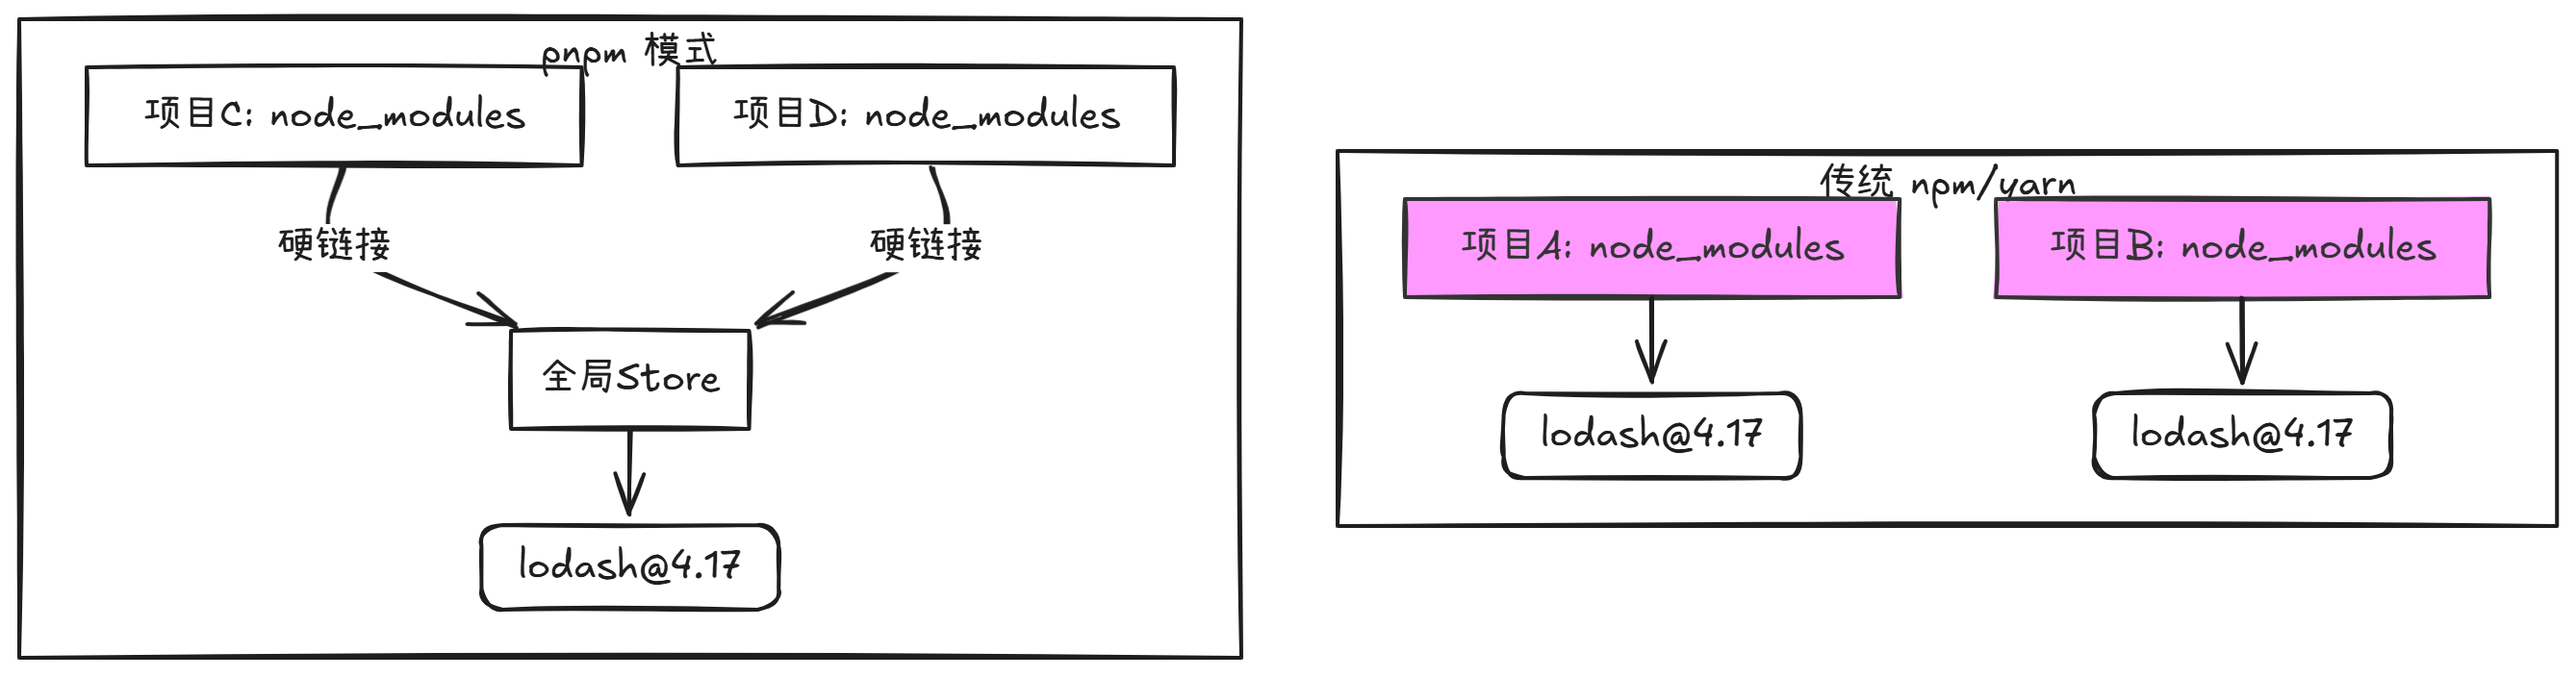 pnpm 模式
项目C: node_modules
项目D: node_modules
硬链接
硬链接
全局Store
lodash@4.17
传统 npm/yarn
项目A: node_modules
项目B: node_modules
lodash@4.17
lodash@4.17